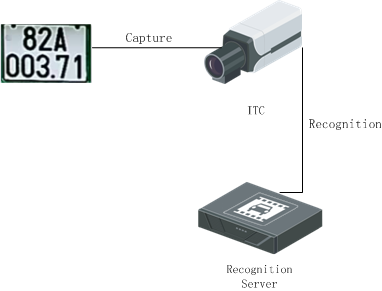 82A
003.71
Capture
ITC
Recognition
Recognition
Server